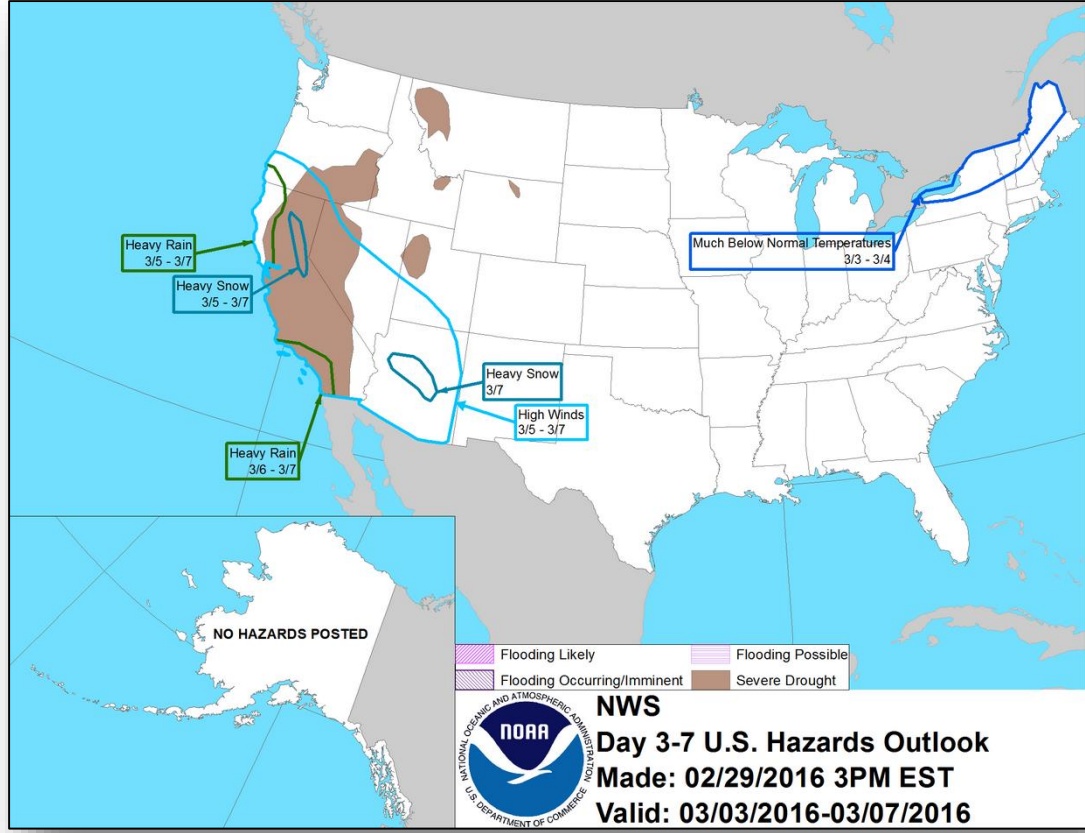 Heavy Rain
3/5 - 3/7
Heavy Snow
3/5 - 3/7
Much Below Normal Temperatures
3/3 - 3/4
Heavy Snow
3/7
High Winds
3/5 - 3/7
Heavy Rain
3/6 - 3/7
NO HAZARDS POSTED
Flooding Likely
Flooding Possible
Flooding Occurring/Imminent
Severe Drought
NATIONAL OCEANIC AND ATMOSPHERIC ADMINISTRATION
U.S. DEPARTMENT OF COMMERCE
NOAA
NWS
Day 3-7 U.S. Hazards Outlook
Made: 02/29/2016 3PM EST
Valid: 03/03/2016-03/07/2016